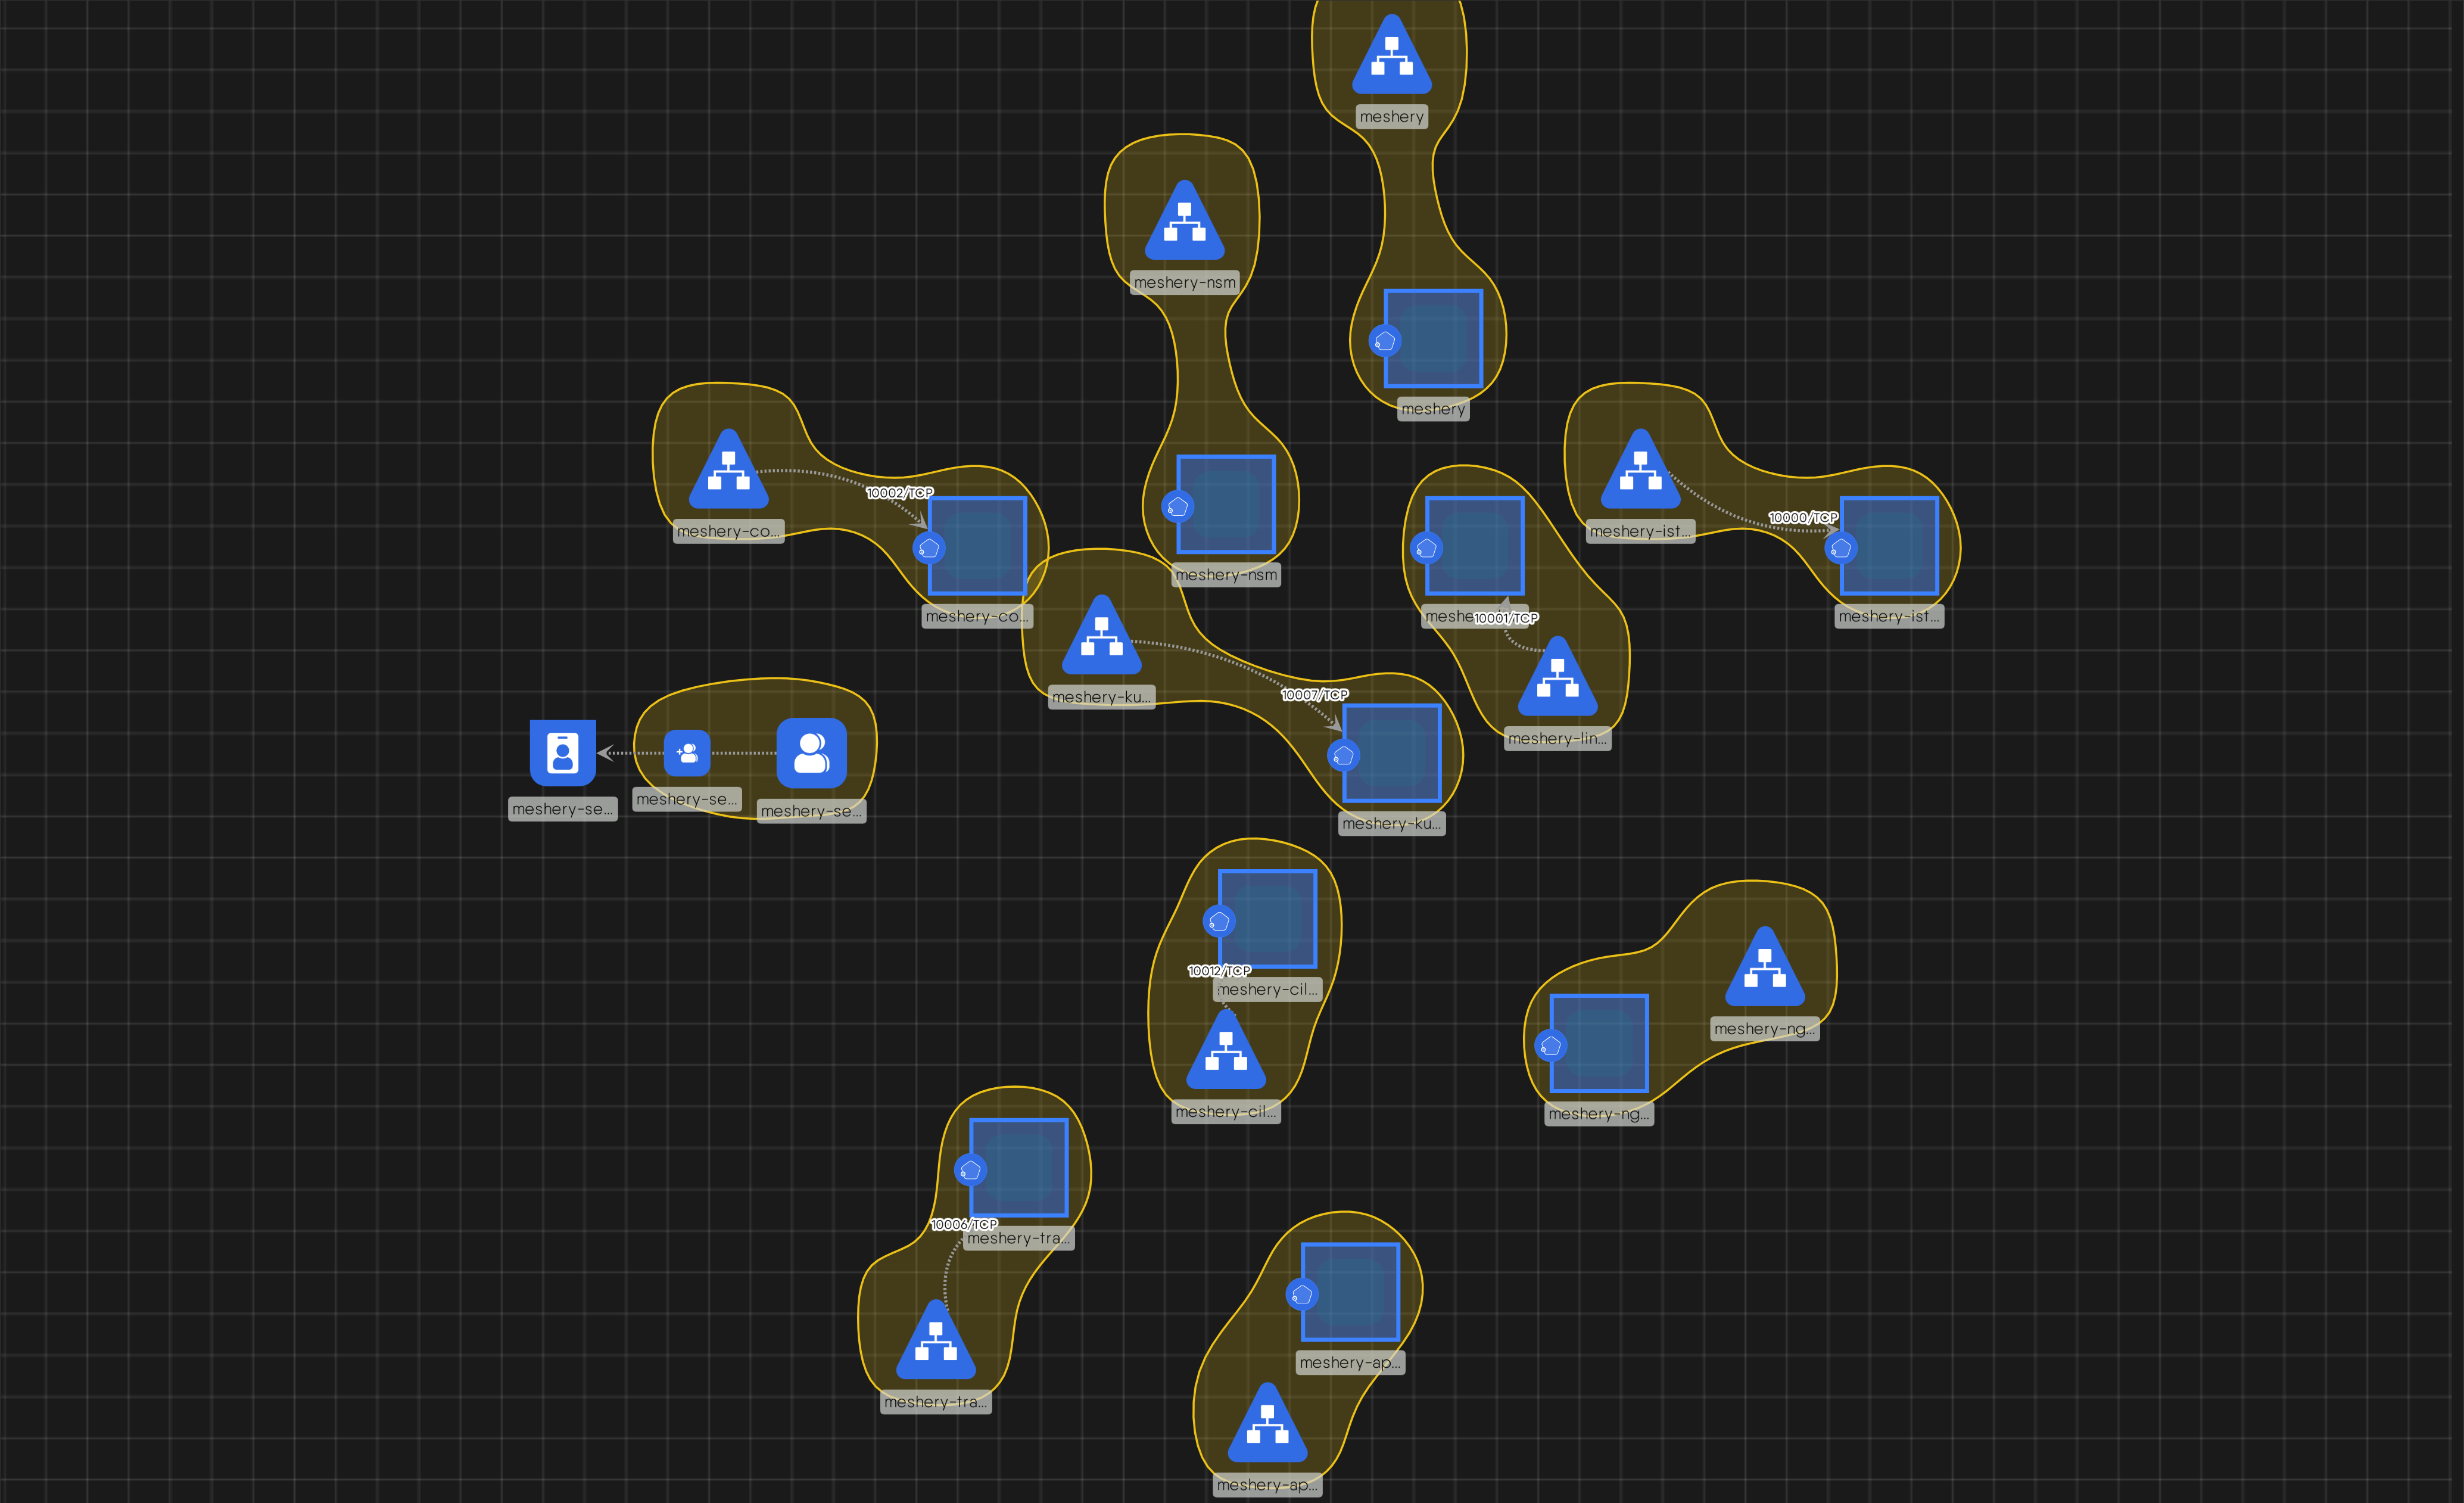 meshery
meshery-nsm
meshery
10002/TCP
10000/TCP
meshery-co...
meshery-ist...
meshery-nsm
meshery-co...
10001/TCP
meshery-ist...
10007/TCP
meshery-ku...
meshery-lin...
meshery-se...
meshery-se...
meshery-se...
meshery-ku...
10012/TCP
meshery-cil...
meshery-ng...
meshery-cil...
meshery-ng...
10006/TCP
meshery-tra...
meshery-ap...
meshery-tra...
meshery-ap...